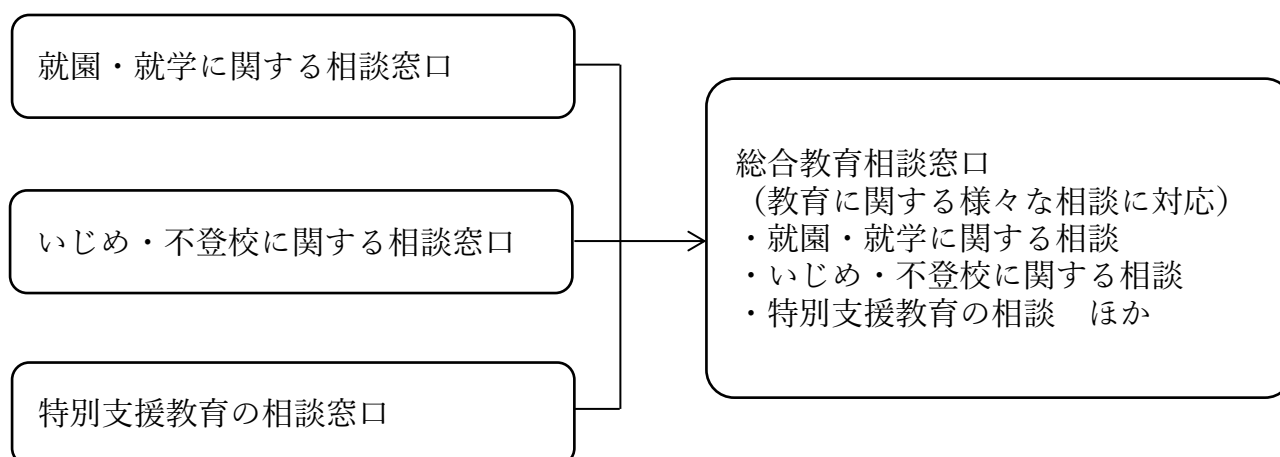 就園・就学に関する相談窓口
いじめ・不登校に関する相談窓口
特別支援教育の相談窓口
総合教育相談窓口
（教育に関する様々な相談に対応）
・就園・就学に関する相談
・いじめ・不登校に関する相談
・特別支援教育の相談　ほか